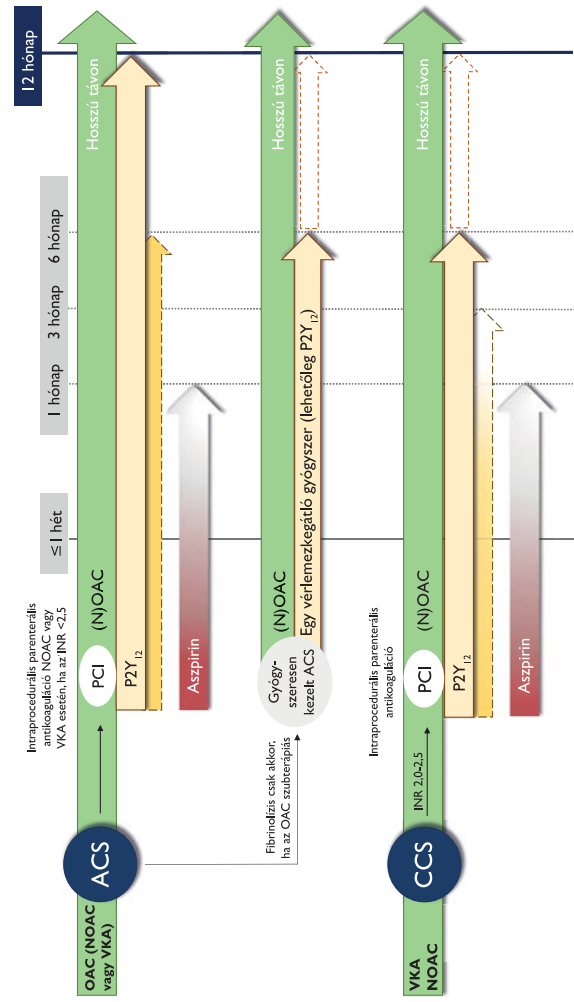 ≤1 hét
1 hónap
3 hónap
6 hónap
12 hónap
OAC (NOAC
vagy VKA)
ACS
Intraprocedurális parenterális
antikoaguláció NOAC vagy
VKA esetén, ha az INR <2,5
PCI
(N)OAC
Hosszú távon
P2Y12
Aszpirin
Fibrinolízis csak akkor,
ha az OAC szubterápiás
Gyógy-
szeresen
kezelt ACS
(N)OAC
Hosszú távon
Egy vérlemezkegátló gyógyszer (lehetőleg P2Y12)
VKA
NOAC
CCS
INR 2,0-2,5
Intraprocedurális parenterális
antikoaguláció
PCI
(N)OAC
Hosszú távon
P2Y12
Aszpirin